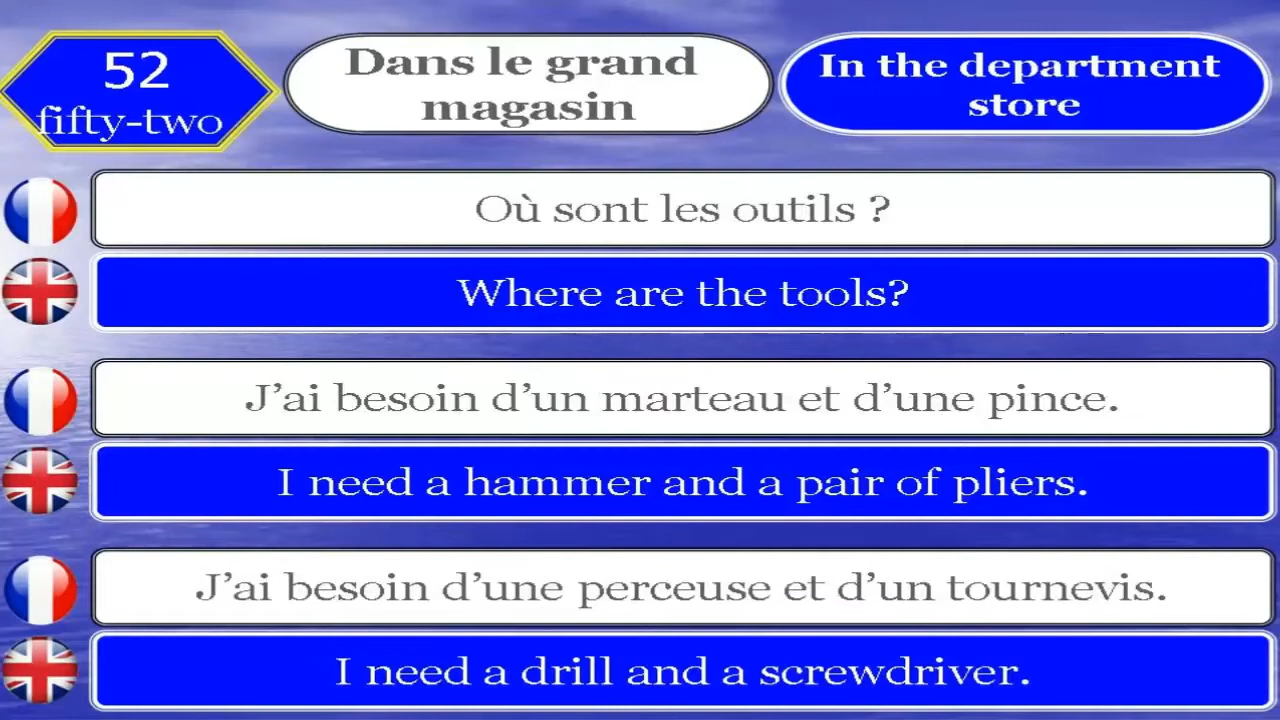 52
fifty-two
Dans le grand
magasin
In the department
store
Où sont les outils ?
Where are the tools?
J’ai besoin d’un marteau et d’une pince.
I need a hammer and a pair of pliers.
J’ai besoin d’une perceuse et d’un tournevis.
I need a drill and a screwdriver.